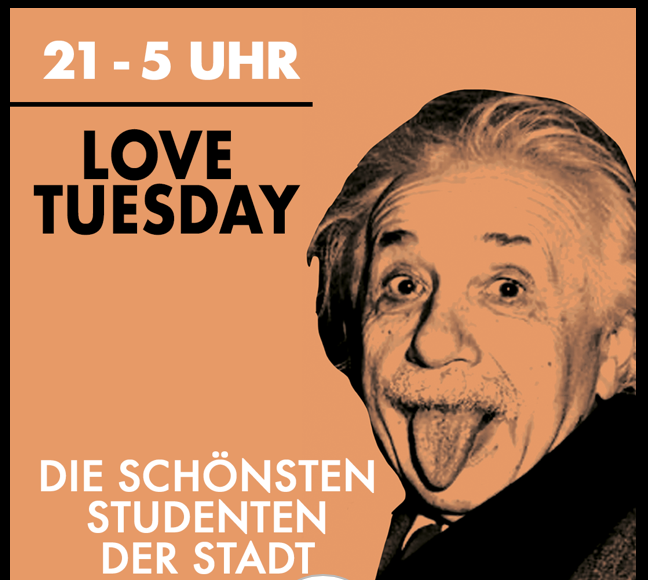 21 - 5 UHR
LOVE
TUESDAY
DIE SCHÖNSTEN
STUDENTEN
DER STADT